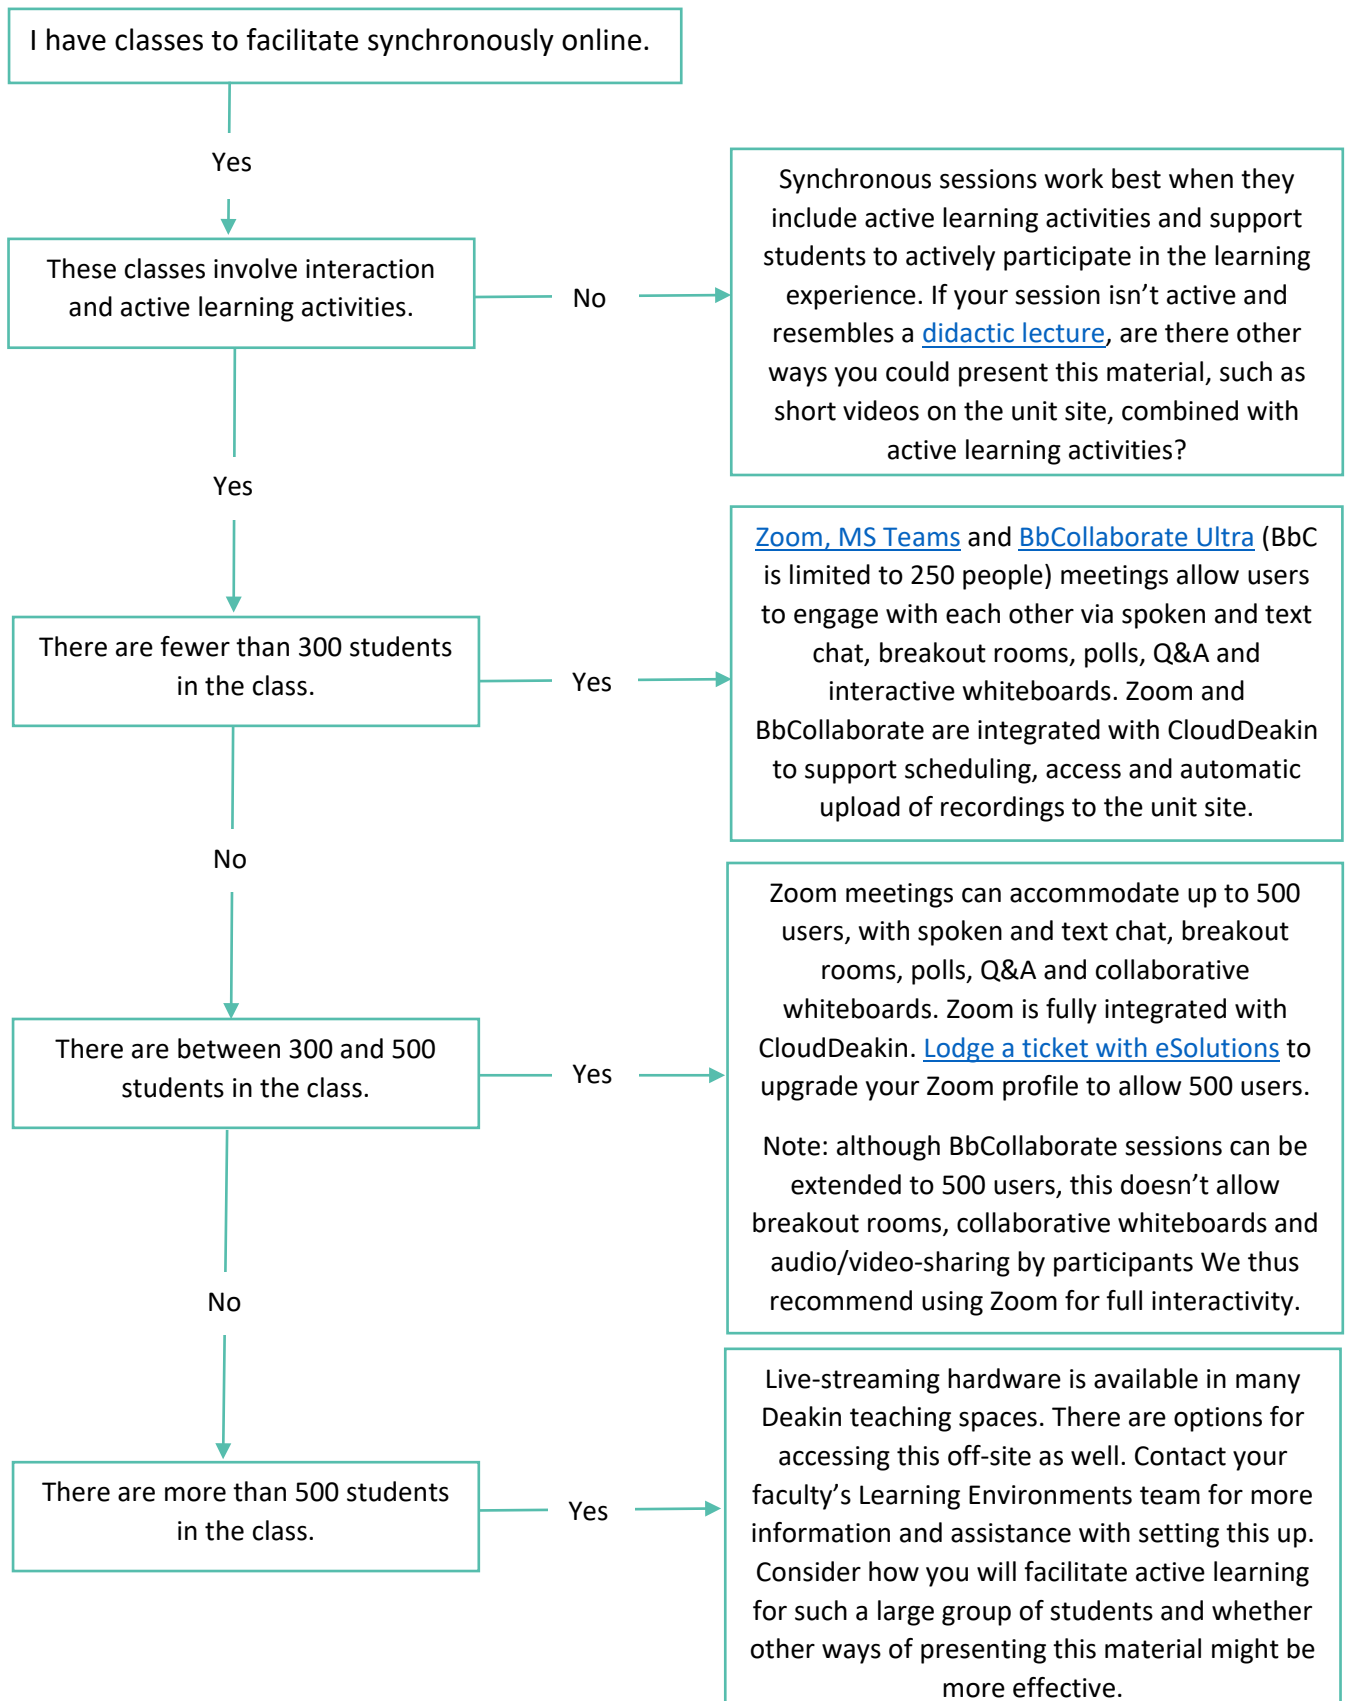 I have classes to facilitate synchronously online.
Yes
These classes involve interaction
and active learning activities.
No
Synchronous sessions work best when they
include active learning activities and support
students to actively participate in the learning
experience. If your session isn’t active and
resembles a didactic lecture, are there other
ways you could present this material, such as
short videos on the unit site, combined with
active learning activities?
Yes
There are fewer than 300 students
in the class.
Yes
Zoom, MS Teams and BbCollaborate Ultra (BbC
is limited to 250 people) meetings allow users
to engage with each other via spoken and text
chat, breakout rooms, polls, Q&A and
interactive whiteboards. Zoom and
BbCollaborate are integrated with CloudDeakin
to support scheduling, access and automatic
upload of recordings to the unit site.
No
There are between 300 and 500
students in the class.
Yes
Zoom meetings can accommodate up to 500
users, with spoken and text chat, breakout
rooms, polls, Q&A and collaborative
whiteboards. Zoom is fully integrated with
CloudDeakin. Lodge a ticket with eSolutions to
upgrade your Zoom profile to allow 500 users.
Note: although BbCollaborate sessions can be
extended to 500 users, this doesn’t allow
breakout rooms, collaborative whiteboards and
audio/video-sharing by participants We thus
recommend using Zoom for full interactivity.
No
There are more than 500 students
in the class.
Yes
Live-streaming hardware is available in many
Deakin teaching spaces. There are options for
accessing this off-site as well. Contact your
faculty’s Learning Environments team for more
information and assistance with setting this up.
Consider how you will facilitate active learning
for such a large group of students and whether
other ways of presenting this material might be
more effective.